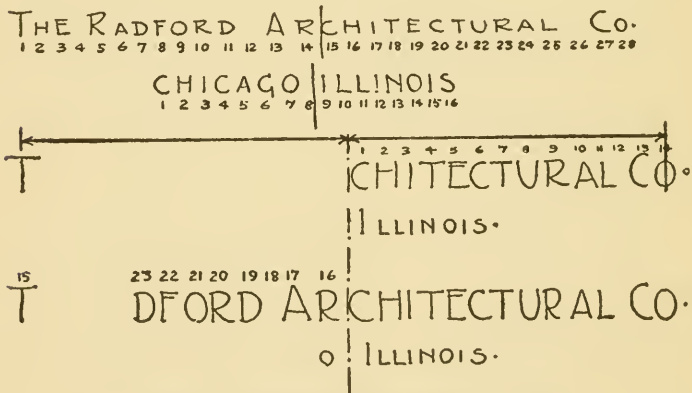 THE RADFORD ARCHITECTURAL CO.
1 2 3 4 5 6 7 8 9 10 11 12 13 14 15 16 17 18 19 20 21 22 23 24 25 26 27 28
CHICAGO ILLINOIS
1 2 3 4 5 6 7 8 9 10 11 12 13 14 15 16
1 2 3 4 5 6 7 8 9 10 11 12 13 14
T CHITECTURAL CO.
ILLINOIS.
15 23 22 21 20 19 18 17 16
T DFORD ARCHITECTURAL CO.
O ILLINOIS.